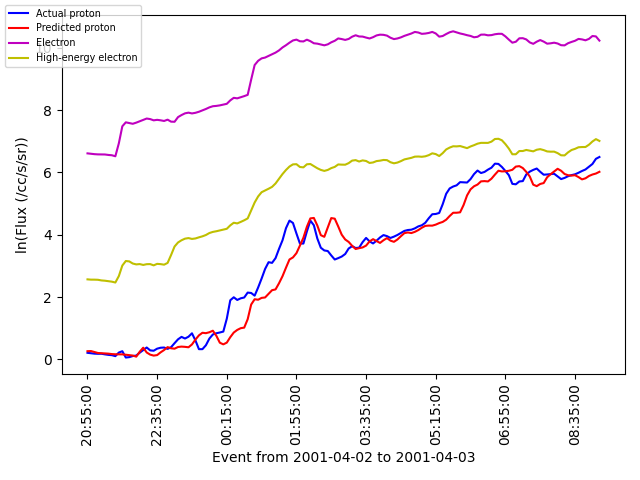 Actual proton
Predicted proton
Electron
High-energy electron
10
8
6
4
2
0
ln(Flux (/cc/s/sr))
20:55:00
22:35:00
00:15:00
01:55:00
03:35:00
05:15:00
06:55:00
08:35:00
Event from 2001-04-02 to 2001-04-03